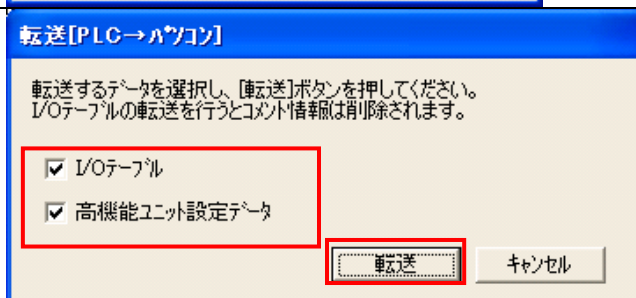 転送[PLC→ﾊﾟｿｺﾝ]
転送するﾃﾞｰﾀを選択し、[転送]ﾎﾞﾀﾝを押してください。
I/Oﾃｰﾌﾞﾙの転送を行うとｺﾒﾝﾄ情報は削除されます。
I/Oﾃｰﾌﾞﾙ
高機能ﾕﾆｯﾄ設定ﾃﾞｰﾀ
転送 ｷｬﾝｾﾙ